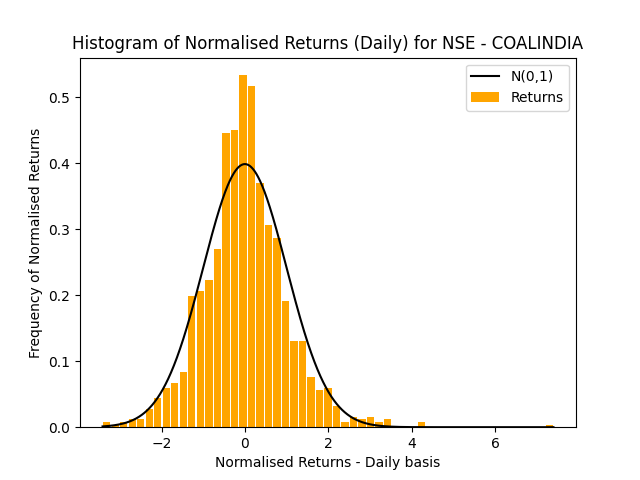 Histogram of Normalised Returns (Daily) for NSE - COALINDIA
N(0,1)
Returns
Frequency of Normalised Returns
0.5
0.4
0.3
0.2
0.1
0.0
−2 0 2 4 6
Normalised Returns - Daily basis